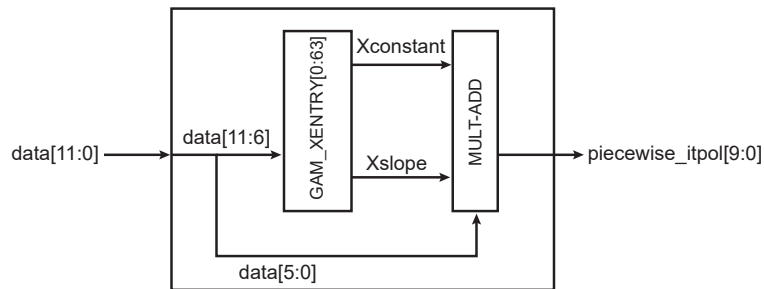 Xconstant
GAM_XENTRY[0:63]
MULT-ADD
data[11:6]
data[11:0]
Xslope
piecewise_itpol[9:0]
data[5:0]